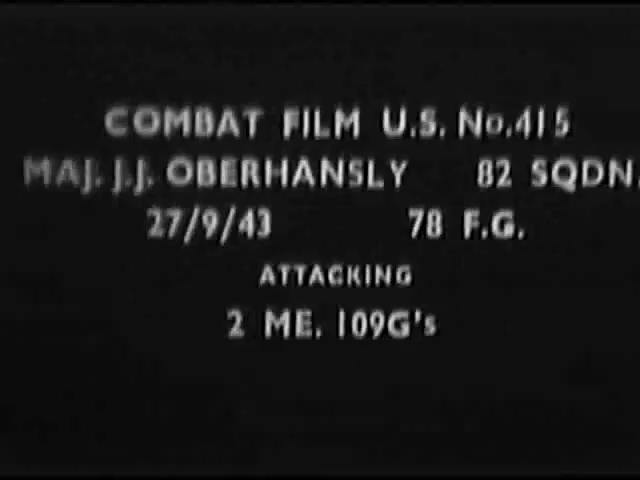 COMBAT FILM U.S. No.415
MAJ. J.J. OBERHANSLY 82 SQDN.
27/9/43 78 F.G.
ATTACKING
2 ME. 109G's